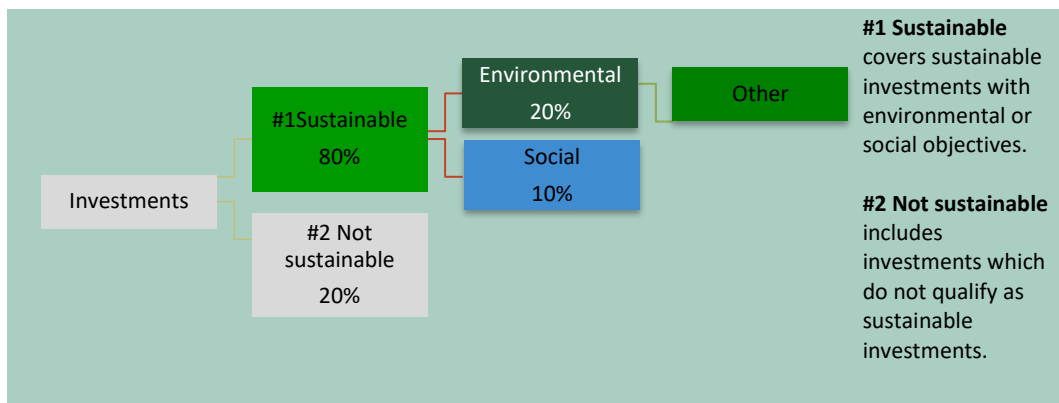 Investments
#1Sustainable
80%
#2 Not
sustainable
20%
Environmental
20%
Social
10%
Other
#1 Sustainable
covers sustainable
investments with
environmental or
social objectives.
#2 Not sustainable
includes
investments which
do not qualify as
sustainable
investments.